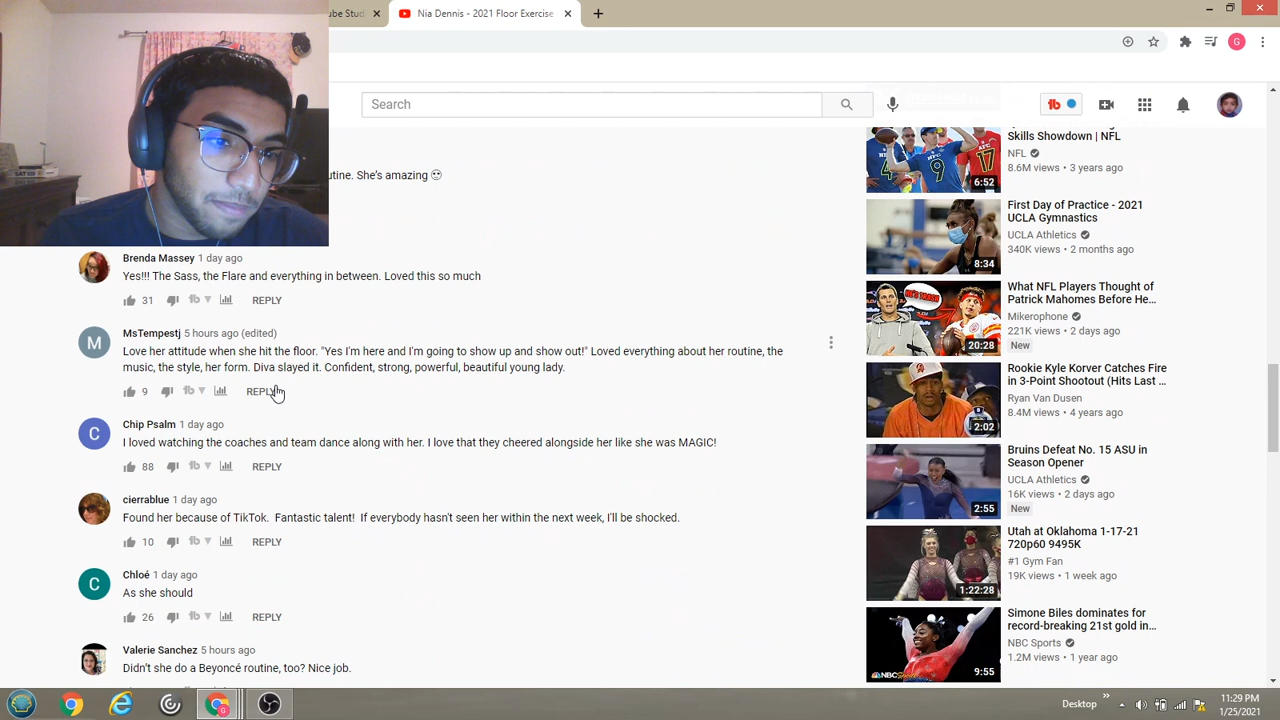 ube Stud
Nia Dennis - 2021 Floor Exercise
G
Search
utine. She's amazing
Brenda Massey 1 day ago
Yes!!! The Sass, the Flare and everything in between. Loved this so much
31 REPLY
M
MsTempestj 5 hours ago (edited)
Love her attitude when she hit the floor. "Yes I'm here and I'm going to show up and show out!" Loved everything about her routine, the
music, the style, her form. Diva slayed it. Confident, strong, powerful, beautiful young lady.
9 REPLY
C
Chip Psalm 1 day ago
I loved watching the coaches and team dance along with her. I love that they cheered alongside her like she was MAGIC!
88 REPLY
cierrablue 1 day ago
Found her because of TikTok. Fantastic talent! If everybody hasn't seen her within the next week, I'll be shocked.
10 REPLY
C
Chloé 1 day ago
As she should
26 REPLY
Valerie Sanchez 5 hours ago
Didn't she do a Beyoncé routine, too? Nice job.
Skills Showdown | NFL
NFL
8.6M views • 3 years ago
6:52
First Day of Practice - 2021
UCLA Gymnastics
UCLA Athletics
340K views • 2 months ago
8:34
What NFL Players Thought of
Patrick Mahomes Before He...
Mikerophone
221K views • 2 days ago
New
20:28
Rookie Kyle Korver Catches Fire
in 3-Point Shootout (Hits Last ...
Ryan Van Dusen
8.4M views • 4 years ago
2:02
Bruins Defeat No. 15 ASU in
Season Opener
UCLA Athletics
16K views • 2 days ago
New
2:55
Utah at Oklahoma 1-17-21
720p60 9495K
#1 Gym Fan
19K views • 1 week ago
1:22:28
Simone Biles dominates for
record-breaking 21st gold in...
NBC Sports
1.2M views • 1 year ago
NBC
9:55
Desktop
11:29 PM
1/25/2021